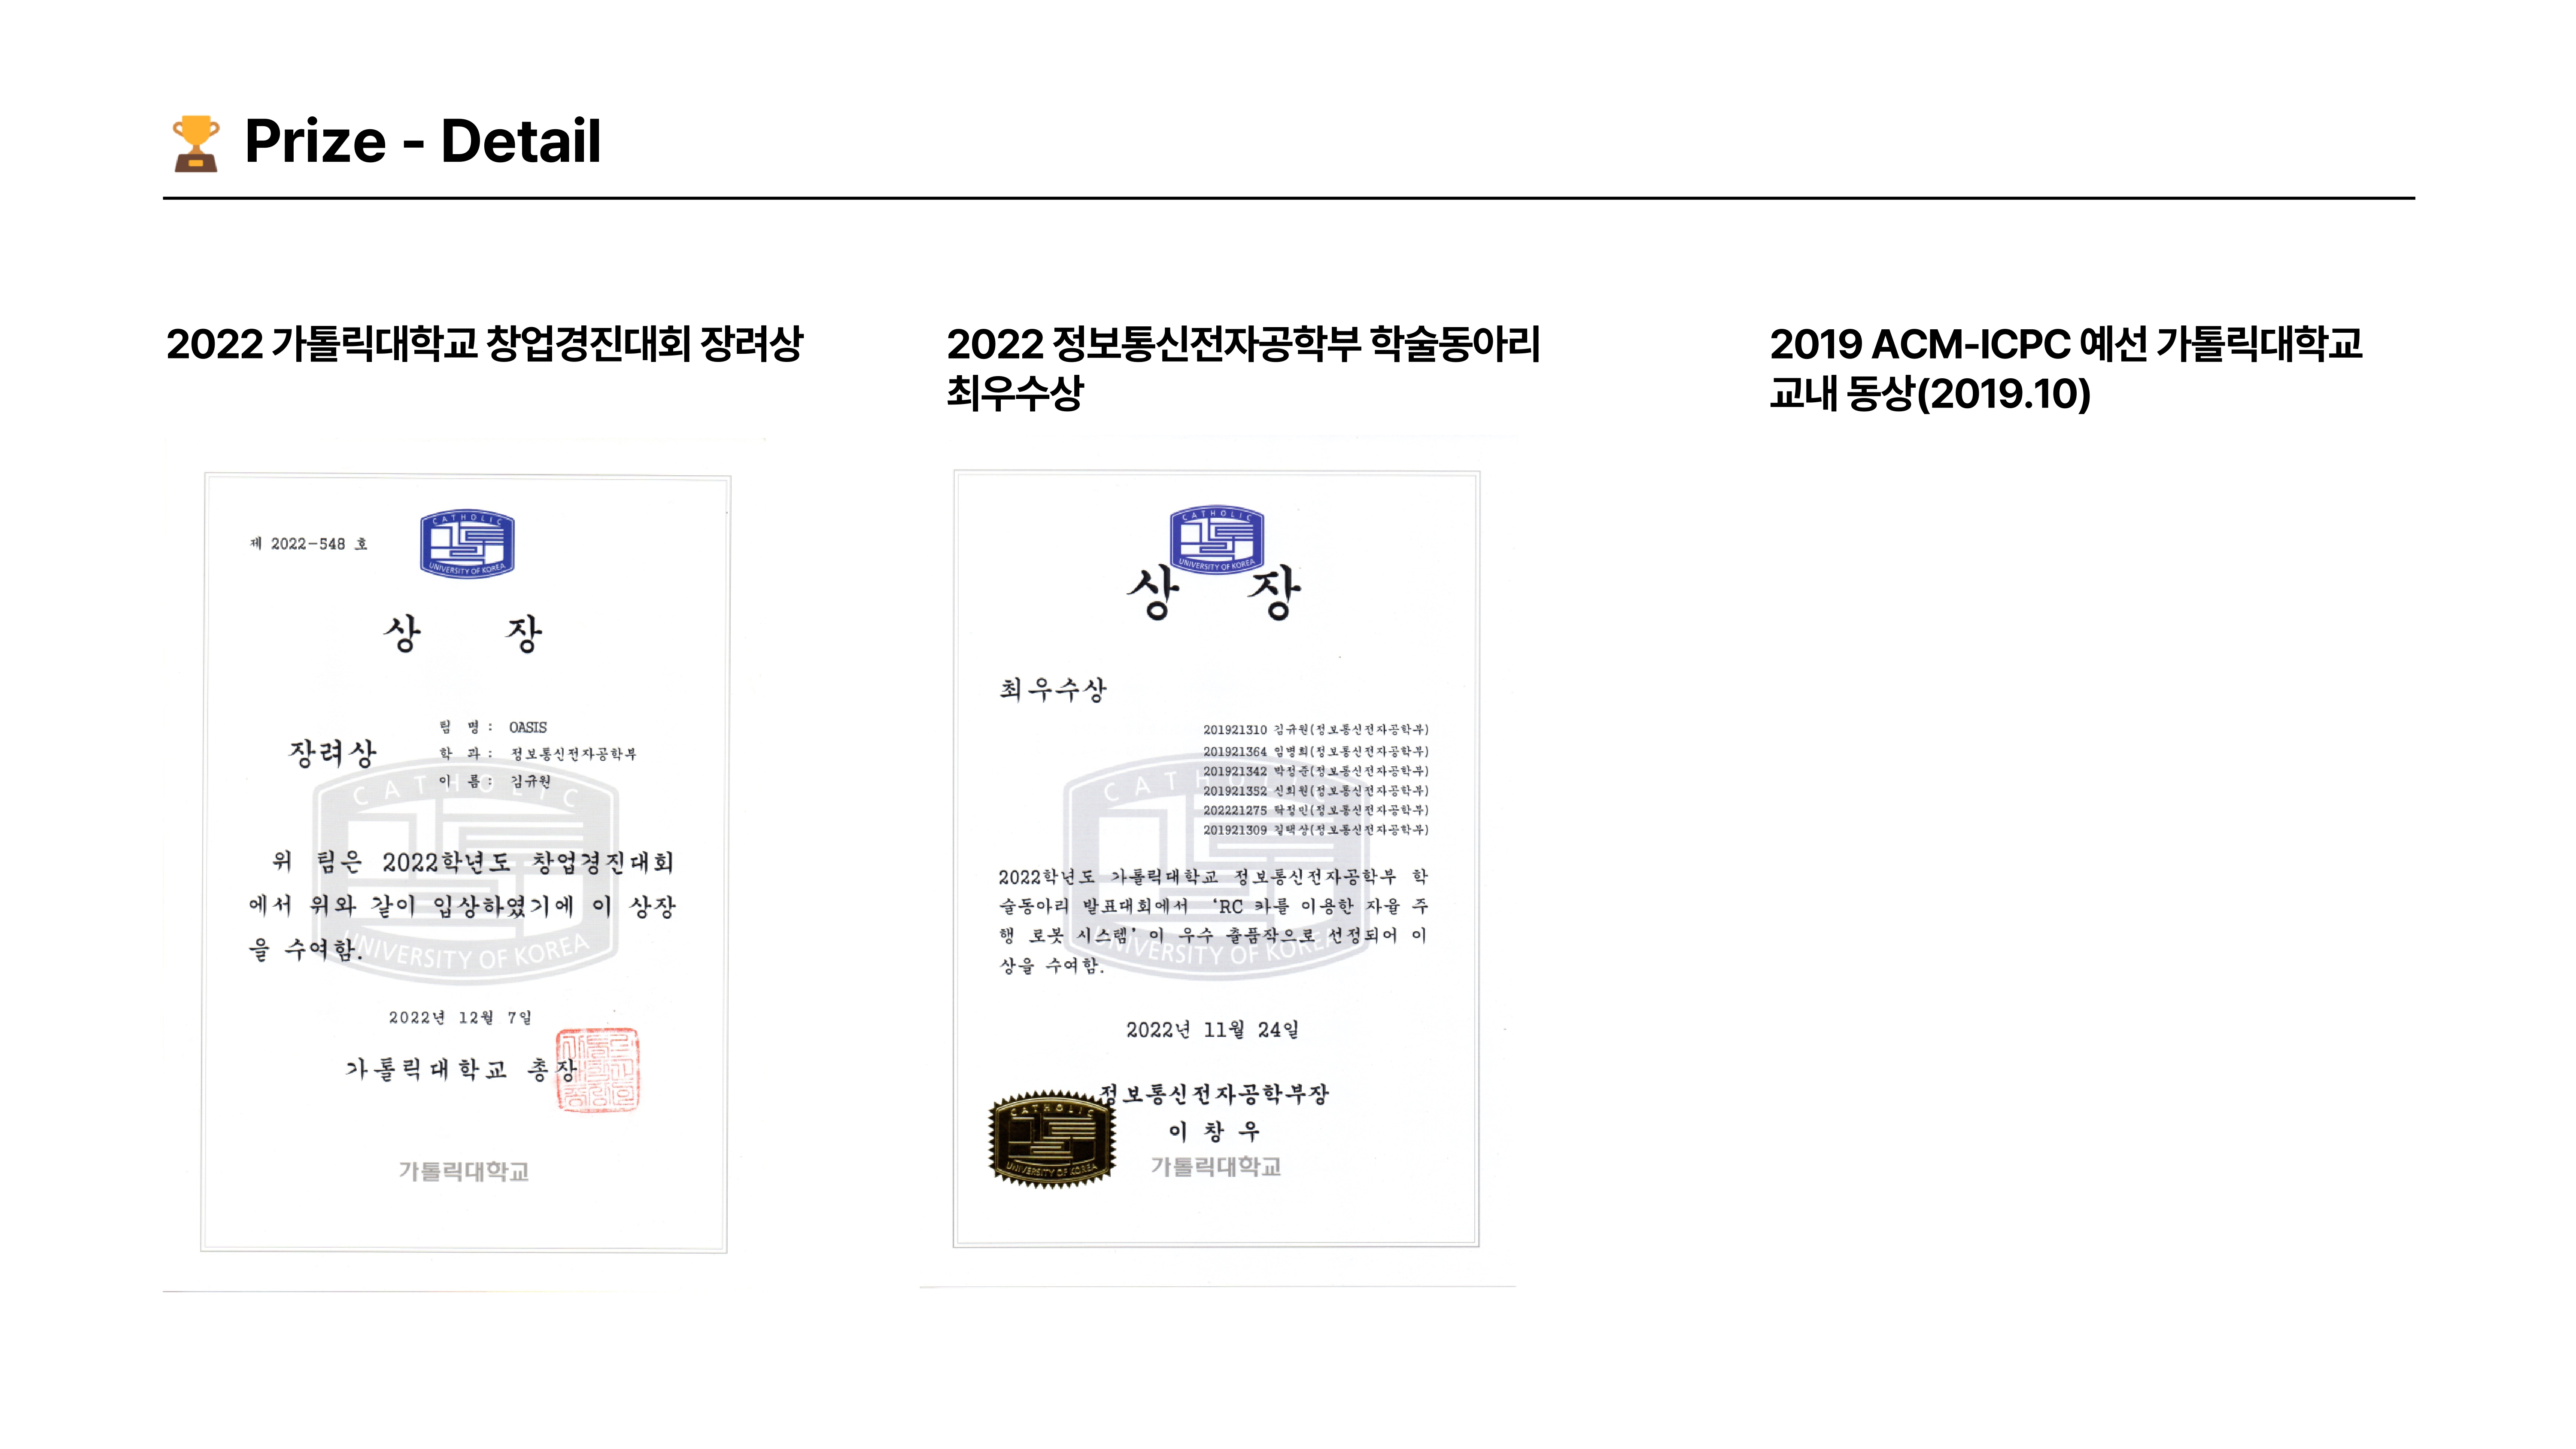 Prize - Detail
2022 가톨릭대학교 창업경진대회 장려상
제 2022-548 호
CATHOLIC
UNIVERSITY OF KOREA
상 장
장려상
팀 명 : OASIS
학 과 : 정보통신전자공학부
이 름 : 김규원
CATHOLIC
위 팀은 2022학년도 창업경진대회
에서 위와 같이 입상하였기에 이 상장
을 수여함.
UNIVERSITY OF KOREA
2022년 12월 7일
가톨릭대학교 총장
가톨릭대학교
2022 정보통신전자공학부 학술동아리
최우수상
CATHOLIC
UNIVERSITY OF KOREA
상 장
최우수상
201921310 김규원(정보통신전자공학부)
201921364 임병희(정보통신전자공학부)
201921342 박정준(정보통신전자공학부)
201921352 신희원(정보통신전자공학부)
202221275 탁정민(정보통신전자공학부)
201921309 길택상(정보통신전자공학부)
CATHOLIC
2022학년도 가톨릭대학교 정보통신전자공학부 학
술동아리 발표대회에서 ‘RC 카를 이용한 자율 주
행 로봇 시스템’이 우수 출품작으로 선정되어 이
상을 수여함.
UNIVERSITY OF KOREA
2022년 11월 24일
정보통신전자공학부장
이 창 우
CATHOLIC
UNIVERSITY OF KOREA
가톨릭대학교
2019 ACM-ICPC 예선 가톨릭대학교
교내 동상(2019.10)